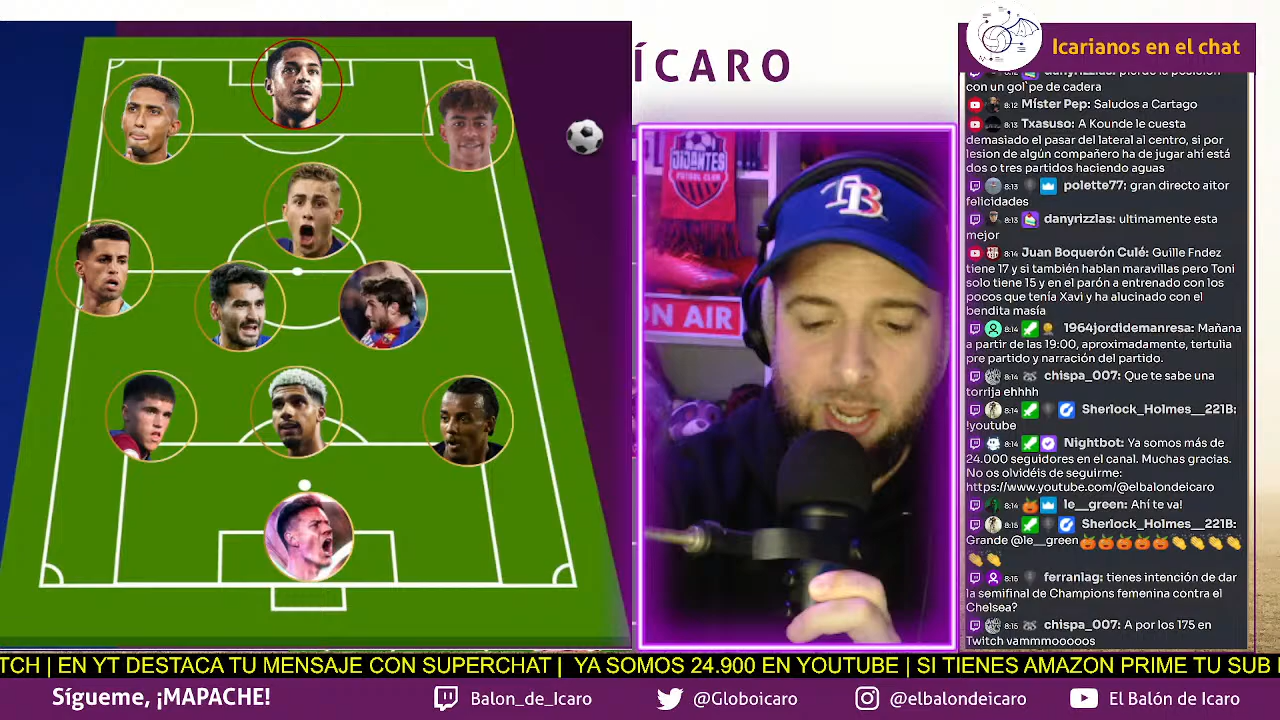 ÍCARO
JIJANTES
FUTBOL CLUB
ON AIR
TB
Icarianos en el chat
con un gol`pe de cadera
8:12 Míster Pep: Saludos a Cartago
8:13 Txasuso: A Kounde le cuesta
demasiado el pasar del lateral al centro, si por
lesion de algún compañero ha de jugar ahí está
dos o tres partidos haciendo aguas
8:13 polette77: gran directo aitor
felicidades
8:13 danyrizzlas: ultimamente esta
mejor
8:14 Juan Boquerón Culé: Guille Fndez
tiene 17 y si también hablan maravillas pero Toni
solo tiene 15 y en el parón a entrenado con los
pocos que tenía Xavi y ha alucinado con el
bendita masía
8:14 1964jordidemanresa: Mañana
a partir de las 19:00, aproximadamente, tertulia
pre partido y narración del partido.
8:14 chispa_007: Que te sabe una
torrija ehhhh
8:14 Sherlock_Holmes__221B:
!youtube
8:14 Nightbot: Ya somos más de
24.000 seguidores en el canal. Muchas gracias.
No os olvidéis de seguirme:
https://www.youtube.com/@elbalondeicaro
8:14 le__green: Ahí te va!
8:15 Sherlock_Holmes__221B:
Grande @le__green🎃🎃🎃🎃🎃👏👏👏👏
👏👏
8:15 ferranlag: tienes intención de dar
la semifinal de Champions femenina contra el
Chelsea?
8:15 chispa_007: A por los 175 en
Twitch vammmooooos
TCH | EN YT DESTACA TU MENSAJE CON SUPERCHAT | YA SOMOS 24.900 EN YOUTUBE | SI TIENES AMAZON PRIME TU SUB
Sígueme, ¡MAPACHE! Balon_de_Icaro @Globoicaro @elbalondeicaro El Balón de Icaro